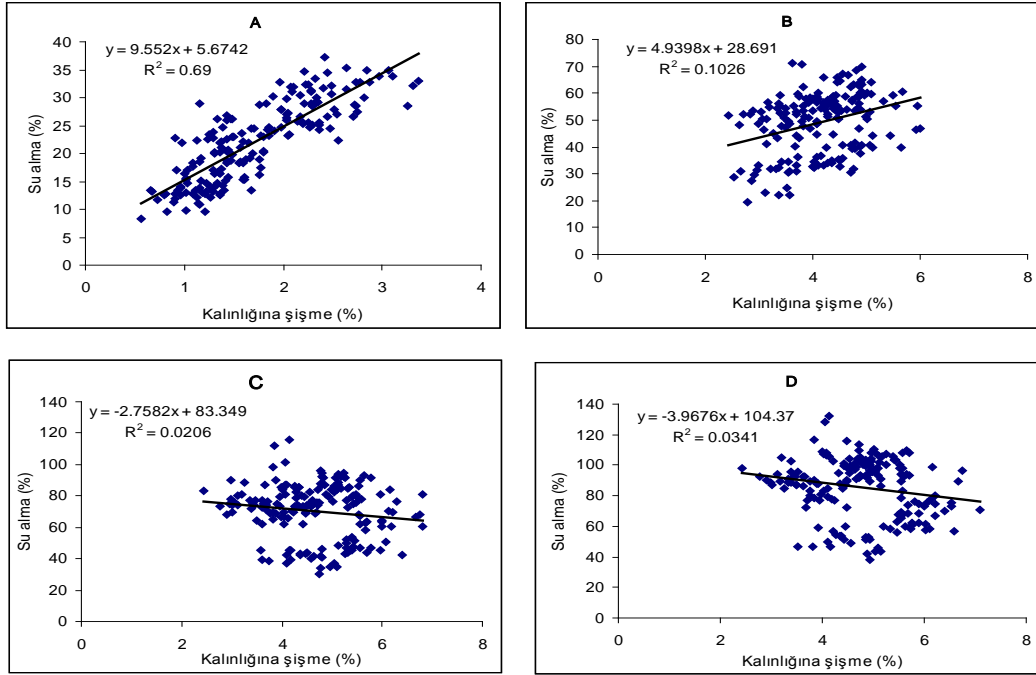 A
y = 9.552x + 5.6742
R² = 0.69
Su alma (%)
40
35
30
25
20
15
10
5
0
0 1 2 3 4
Kalınlığına şişme (%)
B
y = 4.9398x + 28.691
R² = 0.1026
Su alma (%)
80
70
60
50
40
30
20
10
0
0 2 4 6 8
Kalınlığına şişme (%)
C
y = -2.7582x + 83.349
R² = 0.0206
Su alma (%)
140
120
100
80
60
40
20
0
0 2 4 6 8
Kalınlığına şişme (%)
D
y = -3.9676x + 104.37
R² = 0.0341
Su alma (%)
140
120
100
80
60
40
20
0
0 2 4 6 8
Kalınlığına şişme (%)